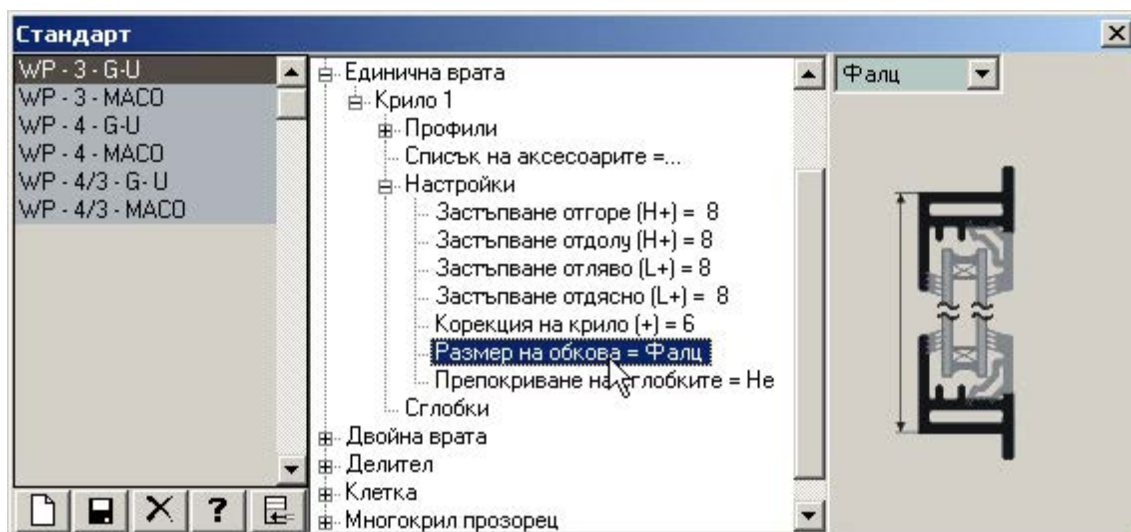 Стандарт
WP - 3 - G-U
WP - 3 - MACO
WP - 4 - G-U
WP - 4 - MACO
WP - 4/3 - G- U
WP - 4/3 - MACO
Единична врата
Крило 1
Профили
Списък на аксесоарите =...
Настройки
Застъпване отгоре (H+) = 8
Застъпване отдолу (H+) = 8
Застъпване отляво (L+) = 8
Застъпване отдясно (L+) = 8
Корекция на крило (+) = 6
Размер на обкова = Фалц
Препокриване на сглобките = Не
Сглобки
Двойна врата
Делител
Клетка
Многокрил прозорец
Фалц
?